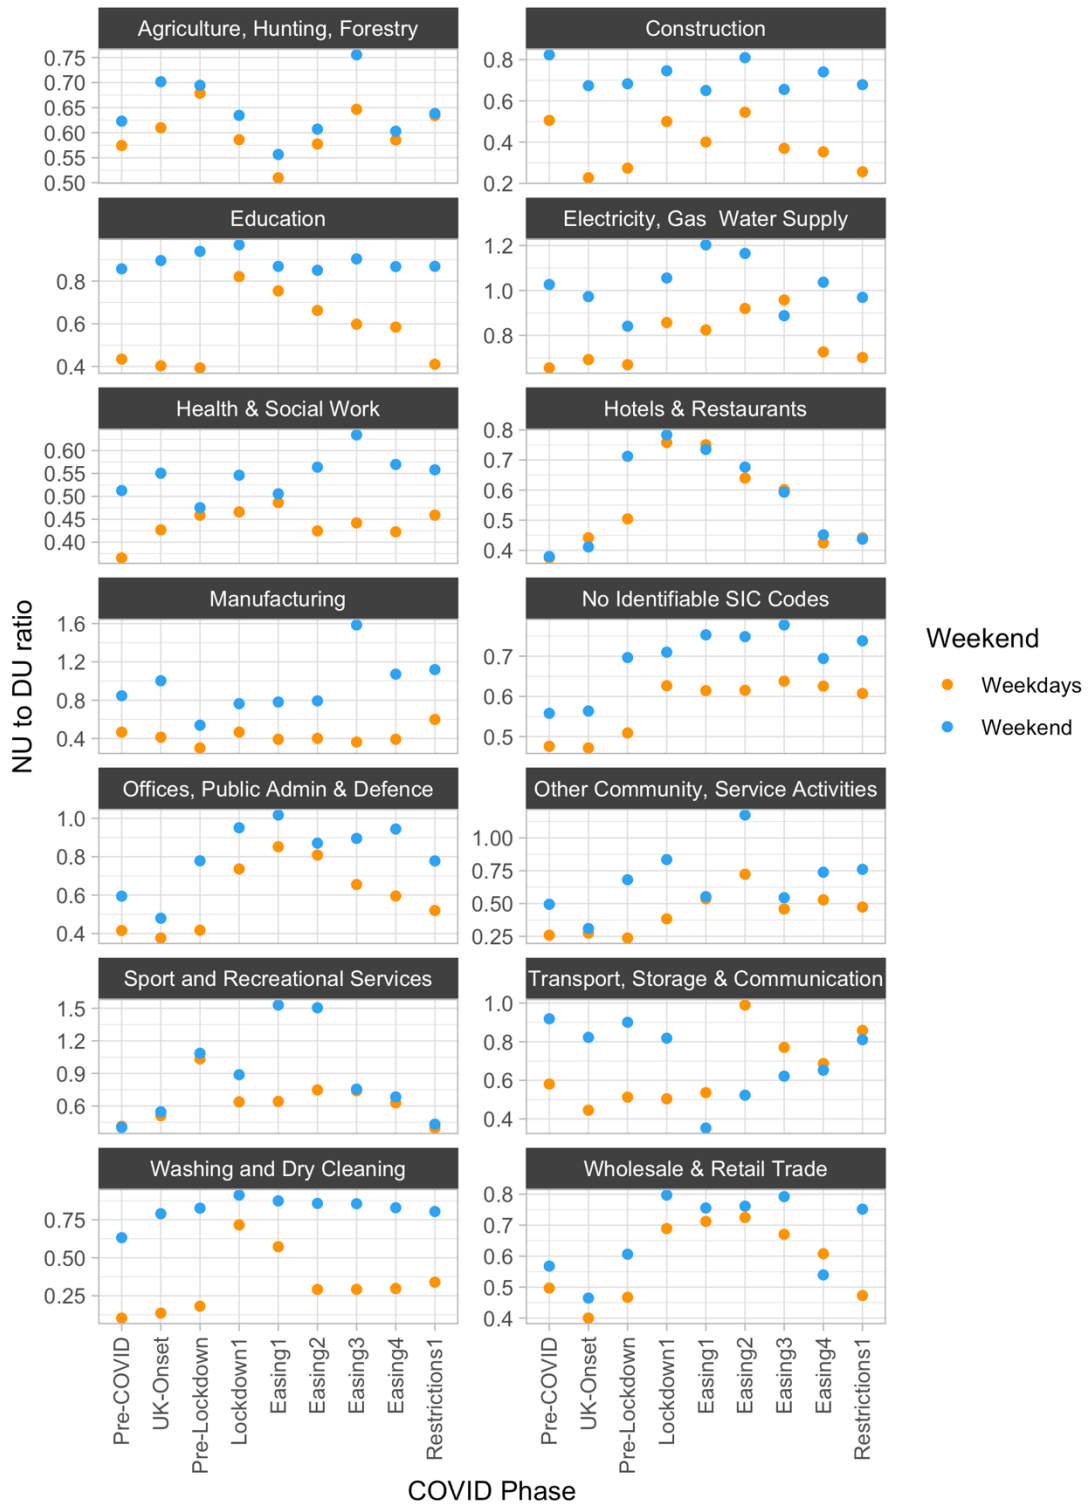 Agriculture, Hunting, Forestry
0.75
0.70
0.65
0.60
0.55
0.50
Construction
0.8
0.6
0.4
0.2
Education
0.8
0.6
0.4
Electricity, Gas  Water Supply
1.2
1.0
0.8
Health & Social Work
0.60
0.55
0.50
0.45
0.40
Hotels & Restaurants
0.8
0.7
0.6
0.5
0.4
Manufacturing
1.6
1.2
0.8
0.4
No Identifiable SIC Codes
0.7
0.6
0.5
Offices, Public Admin & Defence
1.0
0.8
0.6
0.4
Other Community, Service Activities
1.00
0.75
0.50
0.25
Sport and Recreational Services
1.5
1.2
0.9
0.6
Transport, Storage & Communication
1.0
0.8
0.6
0.4
Washing and Dry Cleaning
0.75
0.50
0.25
Wholesale & Retail Trade
0.8
0.7
0.6
0.5
0.4
Pre-COVID
UK-Onset
Pre-Lockdown
Lockdown1
Easing1
Easing2
Easing3
Easing4
Restrictions1
Pre-COVID
UK-Onset
Pre-Lockdown
Lockdown1
Easing1
Easing2
Easing3
Easing4
Restrictions1
COVID Phase
NU to DU ratio
Weekend
Weekdays
Weekend